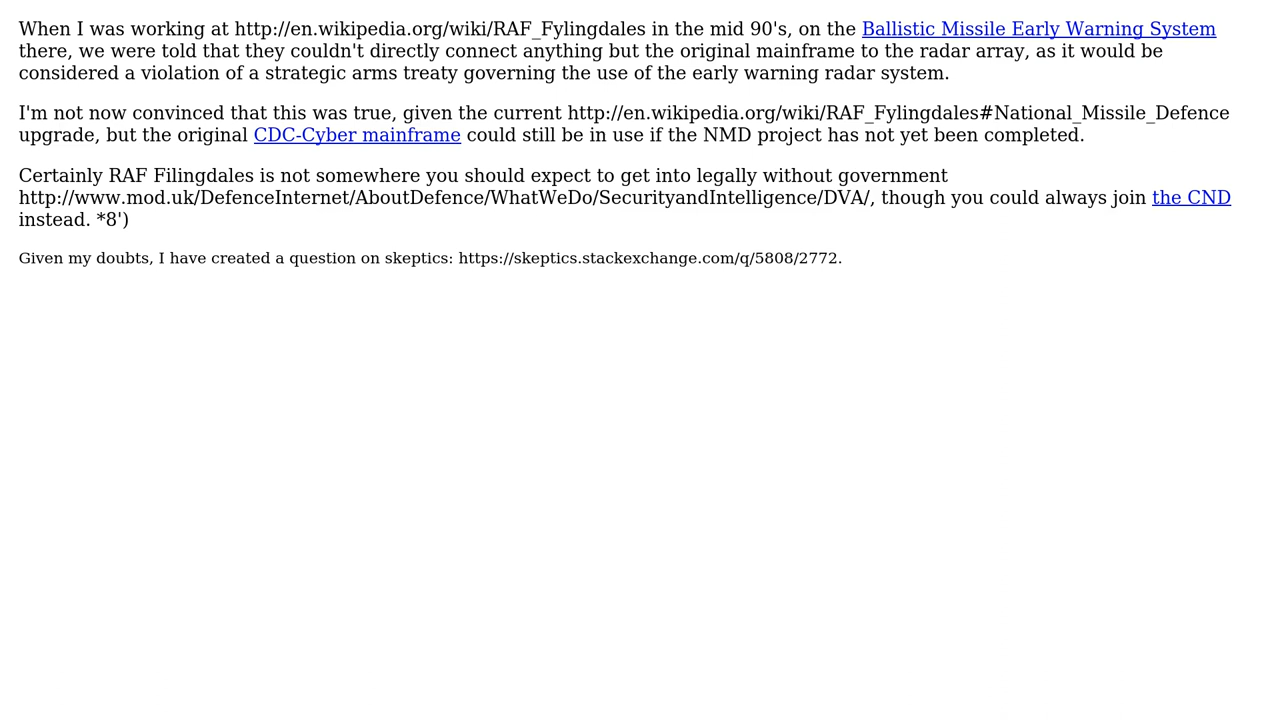 When I was working at http://en.wikipedia.org/wiki/RAF_Fylingdales in the mid 90's, on the Ballistic Missile Early Warning System
there, we were told that they couldn't directly connect anything but the original mainframe to the radar array, as it would be
considered a violation of a strategic arms treaty governing the use of the early warning radar system.
I'm not now convinced that this was true, given the current http://en.wikipedia.org/wiki/RAF_Fylingdales#National_Missile_Defence
upgrade, but the original CDC-Cyber mainframe could still be in use if the NMD project has not yet been completed.
Certainly RAF Filingdales is not somewhere you should expect to get into legally without government
http://www.mod.uk/DefenceInternet/AboutDefence/WhatWeDo/SecurityandIntelligence/DVA/, though you could always join the CND
instead. *8')
Given my doubts, I have created a question on skeptics: https://skeptics.stackexchange.com/q/5808/2772.